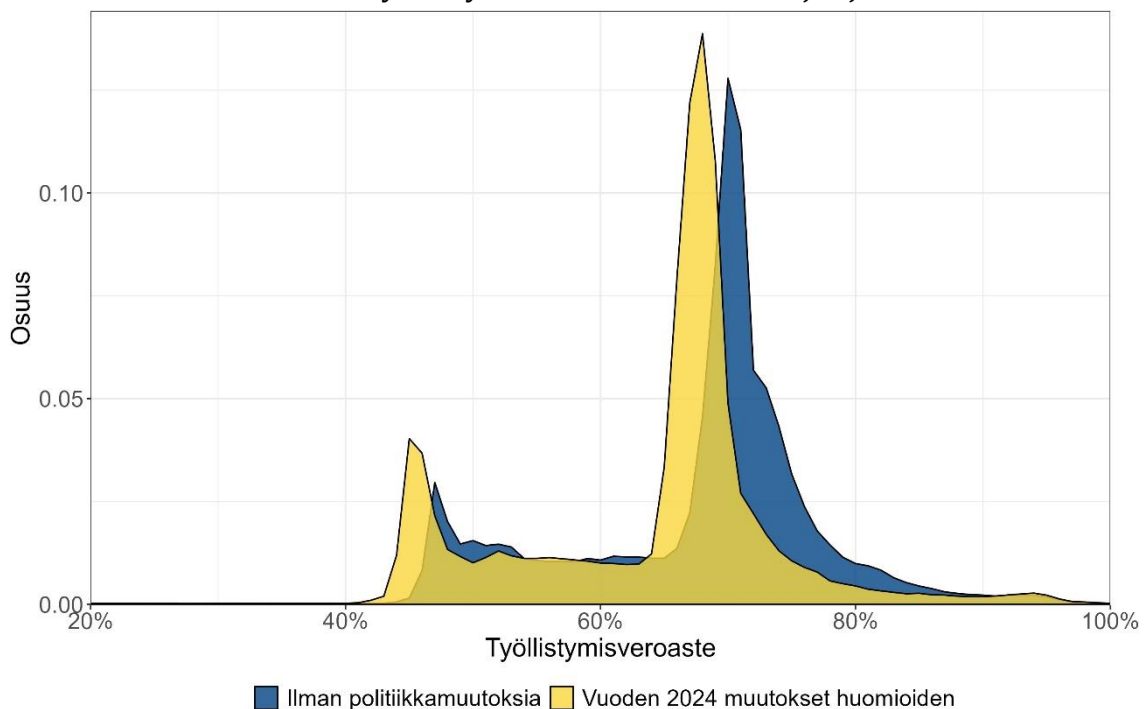 Osuus
0.10
0.05
0.00
20%
40%
60%
80%
100%
Työllistymisveroaste
Ilman politiikkamuutoksia
Vuoden 2024 muutokset huomioiden